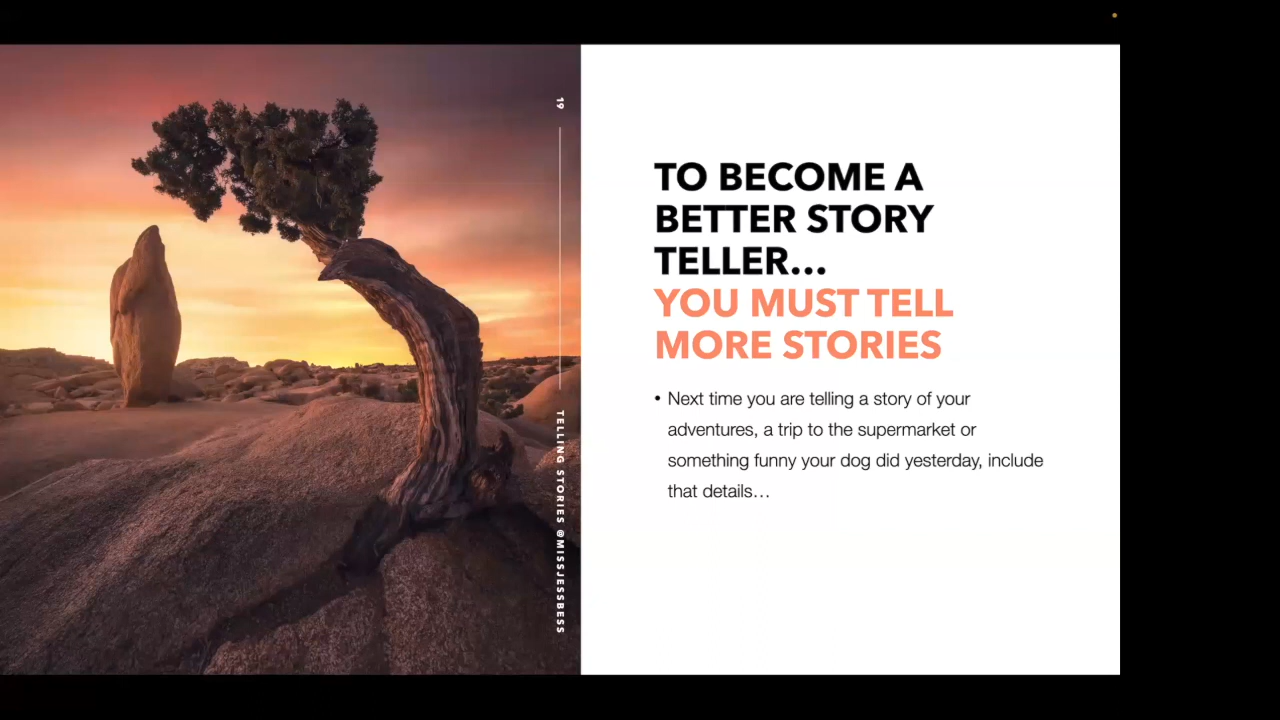 19
TELLING STORIES @MISSJESSBESS
TO BECOME A
BETTER STORY
TELLER...
YOU MUST TELL
MORE STORIES
• Next time you are telling a story of your
adventures, a trip to the supermarket or
something funny your dog did yesterday, include
that details...